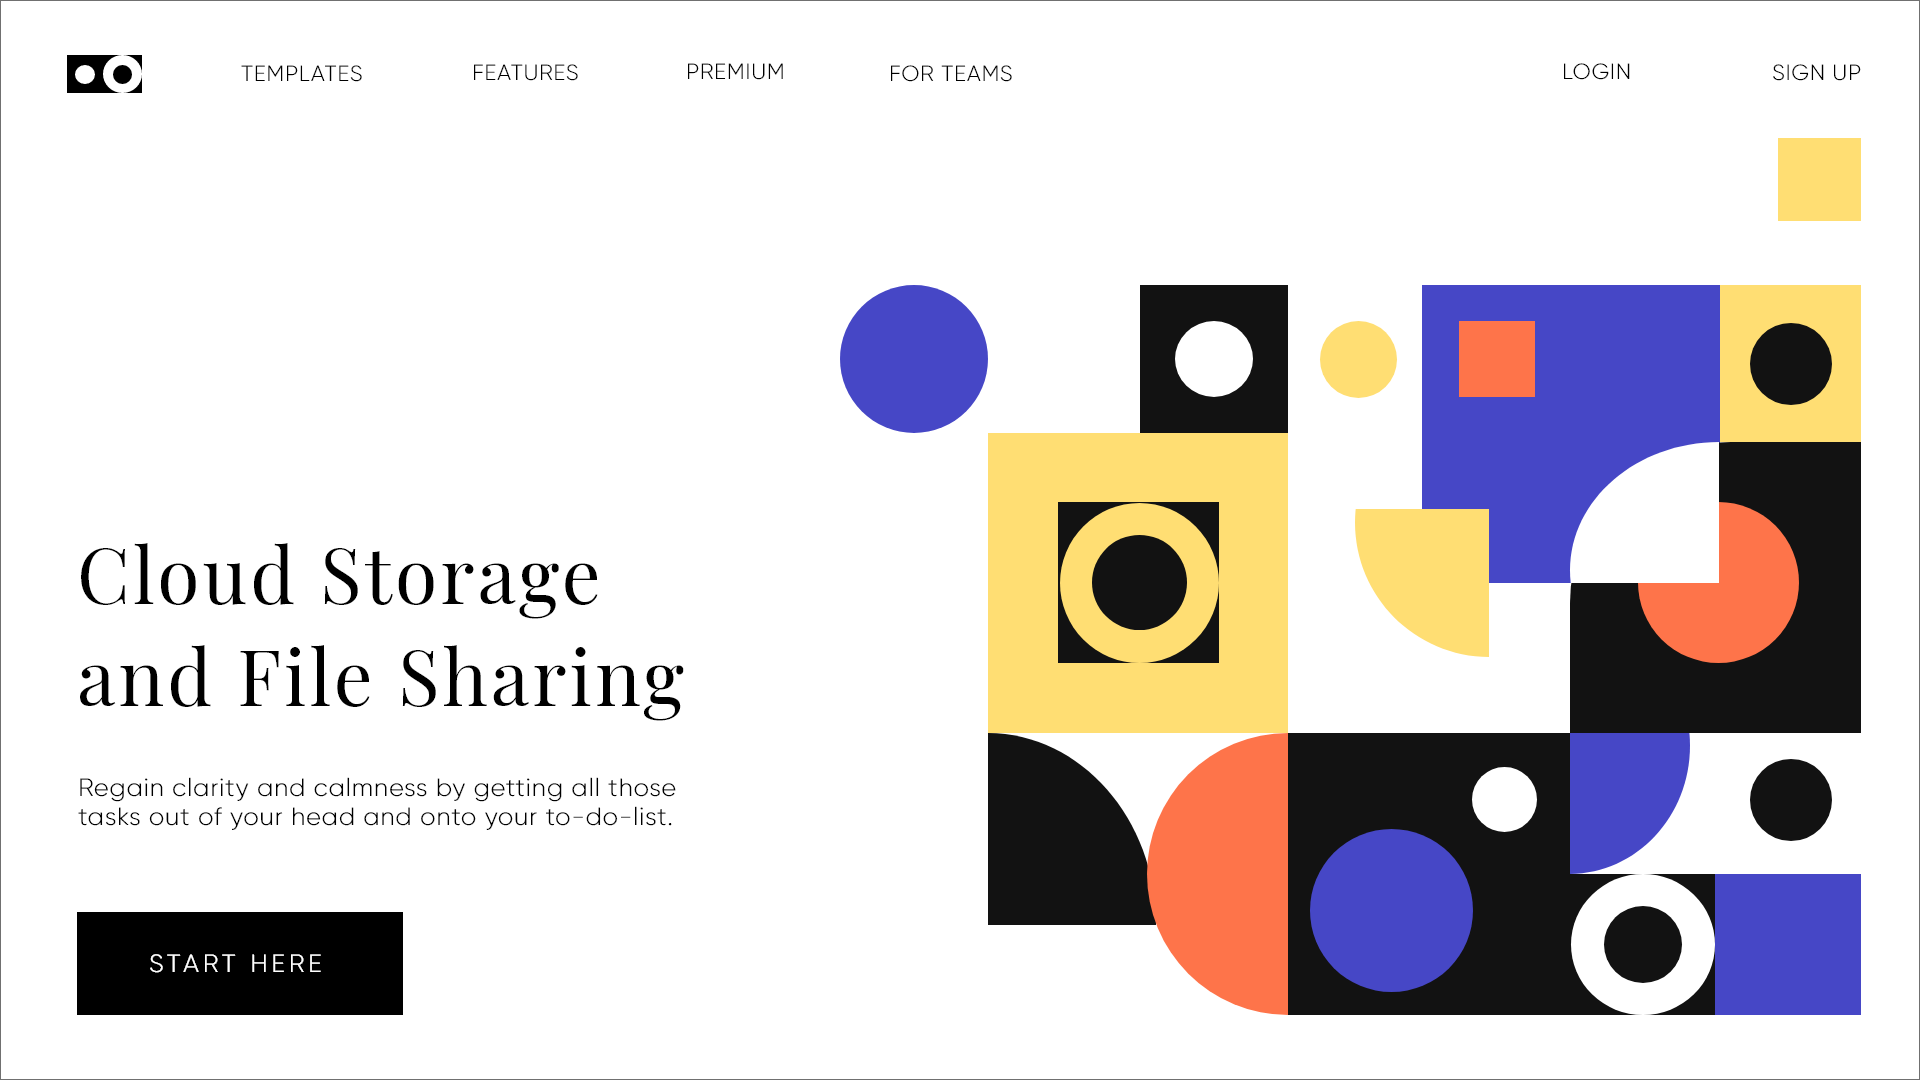 TEMPLATES
FEATURES
PREMIUM
FOR TEAMS
LOGIN
SIGN UP
Cloud Storage
and File Sharing
Regain clarity and calmness by getting all those
tasks out of your head and onto your to-do-list.
START HERE